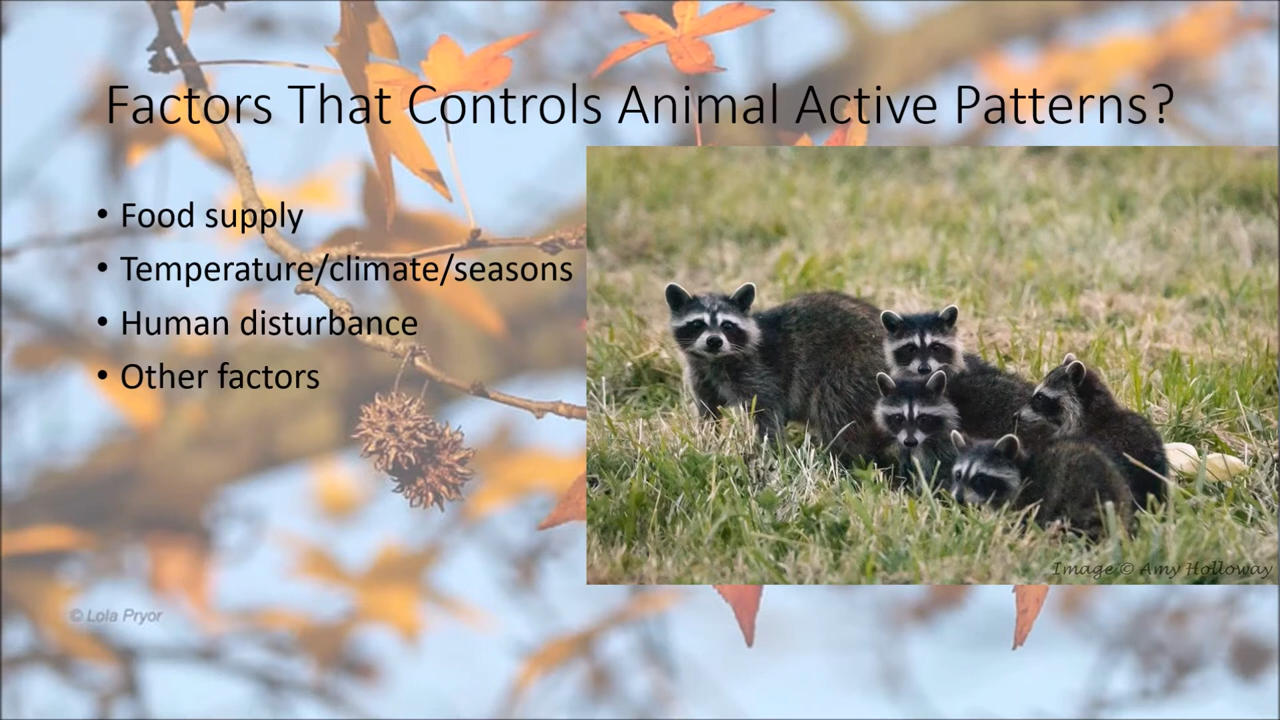 Factors That Controls Animal Active Patterns?
• Food supply
• Temperature/climate/seasons
• Human disturbance
• Other factors
Image © Amy Holloway
© Lola Pryor